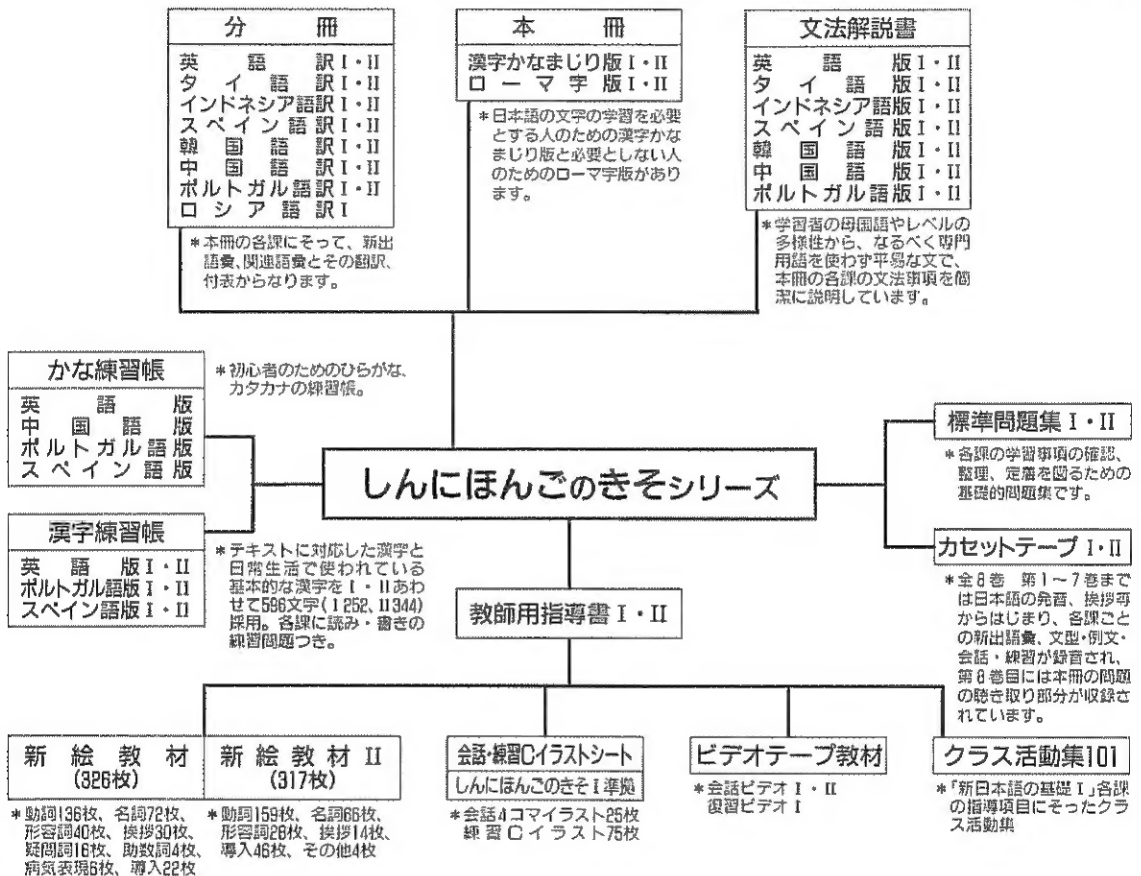 分冊
英語訳 I・II
タイ語訳 I・II
インドネシア語訳 I・II
スペイン語訳 I・II
韓国語訳 I・II
中国語訳 I・II
ポルトガル語訳 I・II
ロシア語訳 I
*本冊の各課にそって、新出
語彙、関連語彙とその翻訳、
付表からなります。
本冊
漢字かなまじり版 I・II
ローマ字版 I・II
*日本語の文字の学習を必要
とする人のための漢字かな
まじり版と必要としない人
のためのローマ字版があり
ます。
文法解説書
英語版 I・II
タイ語版 I・II
インドネシア語版 I・II
スペイン語版 I・II
韓国語版 I・II
中国語版 I・II
ポルトガル語版 I・II
*学習者の母国語やレベルの
多様性から、なるべく専門
用語を使わず平易な文で、
本冊の各課の文法事項を簡
潔に説明しています。
かな練習帳
英語版
中国語版
ポルトガル語版
スペイン語版
*初心者のためのひらがな、
カタカナの練習帳。
漢字練習帳
英語版 I・II
ポルトガル語版 I・II
スペイン語版 I・II
*テキストに対応した漢字と
日常生活で使われている
基本的な漢字を I・IIあわ
せて596文字(I 252、II 344)
採用。各課に読み・書きの
練習問題つき。
しんにほんごのきそシリーズ
標準問題集 I・II
*各課の学習事項の確認、
整理、定着を図るための
基礎的問題集です。
カセットテープ I・II
*全8巻 第1～7巻まで
は日本語の発音、挨拶等
からはじまり、各課ごと
の新出語彙、文型・例文・
会話・練習が録音され、
第8巻目には本冊の問題
の聴き取り部分が収録さ
れています。
教師用指導書 I・II
新絵教材
(326枚)
*動詞136枚、名詞72枚、
形容詞40枚、挨拶30枚、
疑問詞16枚、助数詞4枚、
病気表現6枚、導入22枚
新絵教材 II
(317枚)
*動詞159枚、名詞66枚、
形容詞28枚、挨拶14枚、
導入46枚、その他4枚
会話・練習Cイラストシート
しんにほんごのきそ I 準拠
*会話4コマイラスト25枚
練習Cイラスト75枚
ビデオテープ教材
*会話ビデオ I・II
復習ビデオ I
クラス活動集101
*「新日本語の基礎 I」各課
の指導項目にそったクラ
ス活動集